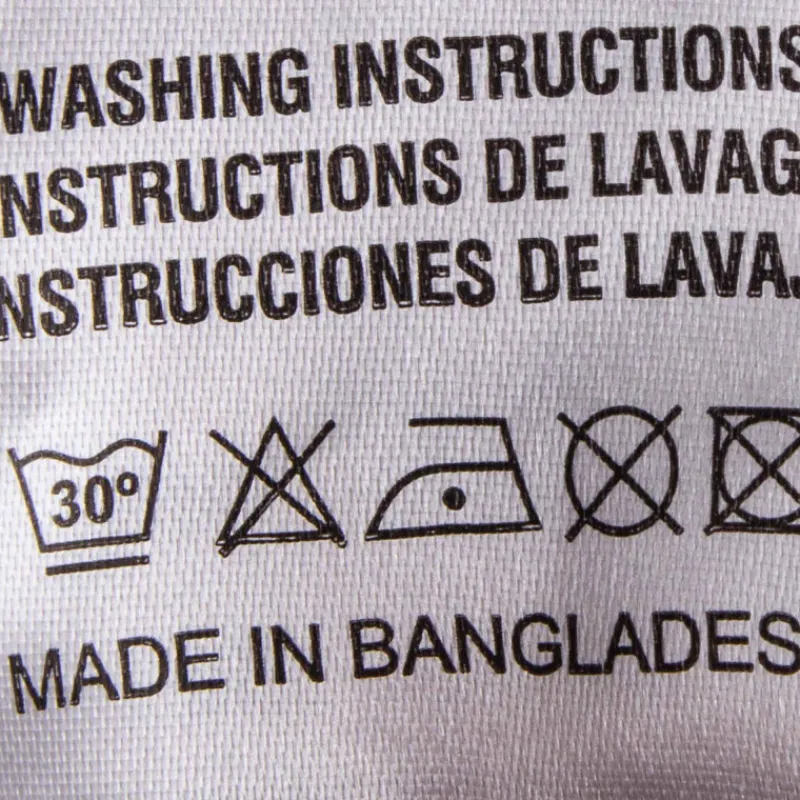 WASHING INSTRUCTIONS
NSTRUCTIONS DE LAVAG
NSTRUCCIONES DE LAVAJ
30°
MADE IN BANGLADES